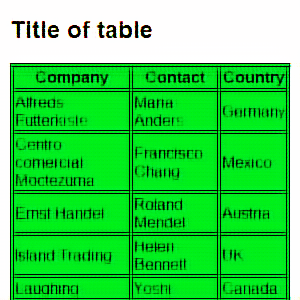 Title of table
Company Contact Country
Alfreds Maria
Futterkiste Anders Germany
Centro
comercial Francisco Mexico
Moctezuma Chang
Ernst Handel Roland Austria
Mendel
Island Trading Helen UK
Bennett
Laughing Yoshi Canada